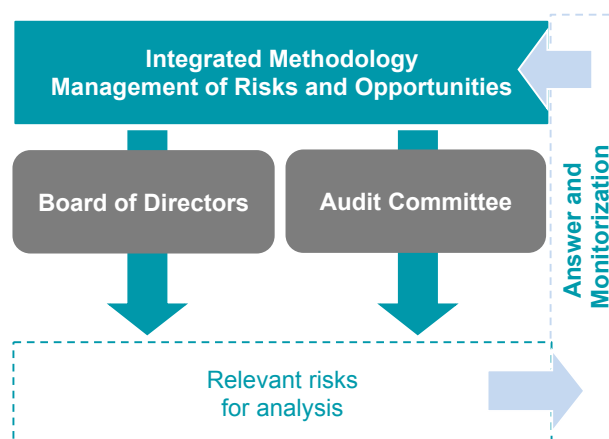 Integrated Methodology
Management of Risks and Opportunities
Board of Directors
Audit Committee
Answer and
Monitorization
Relevant risks
for analysis